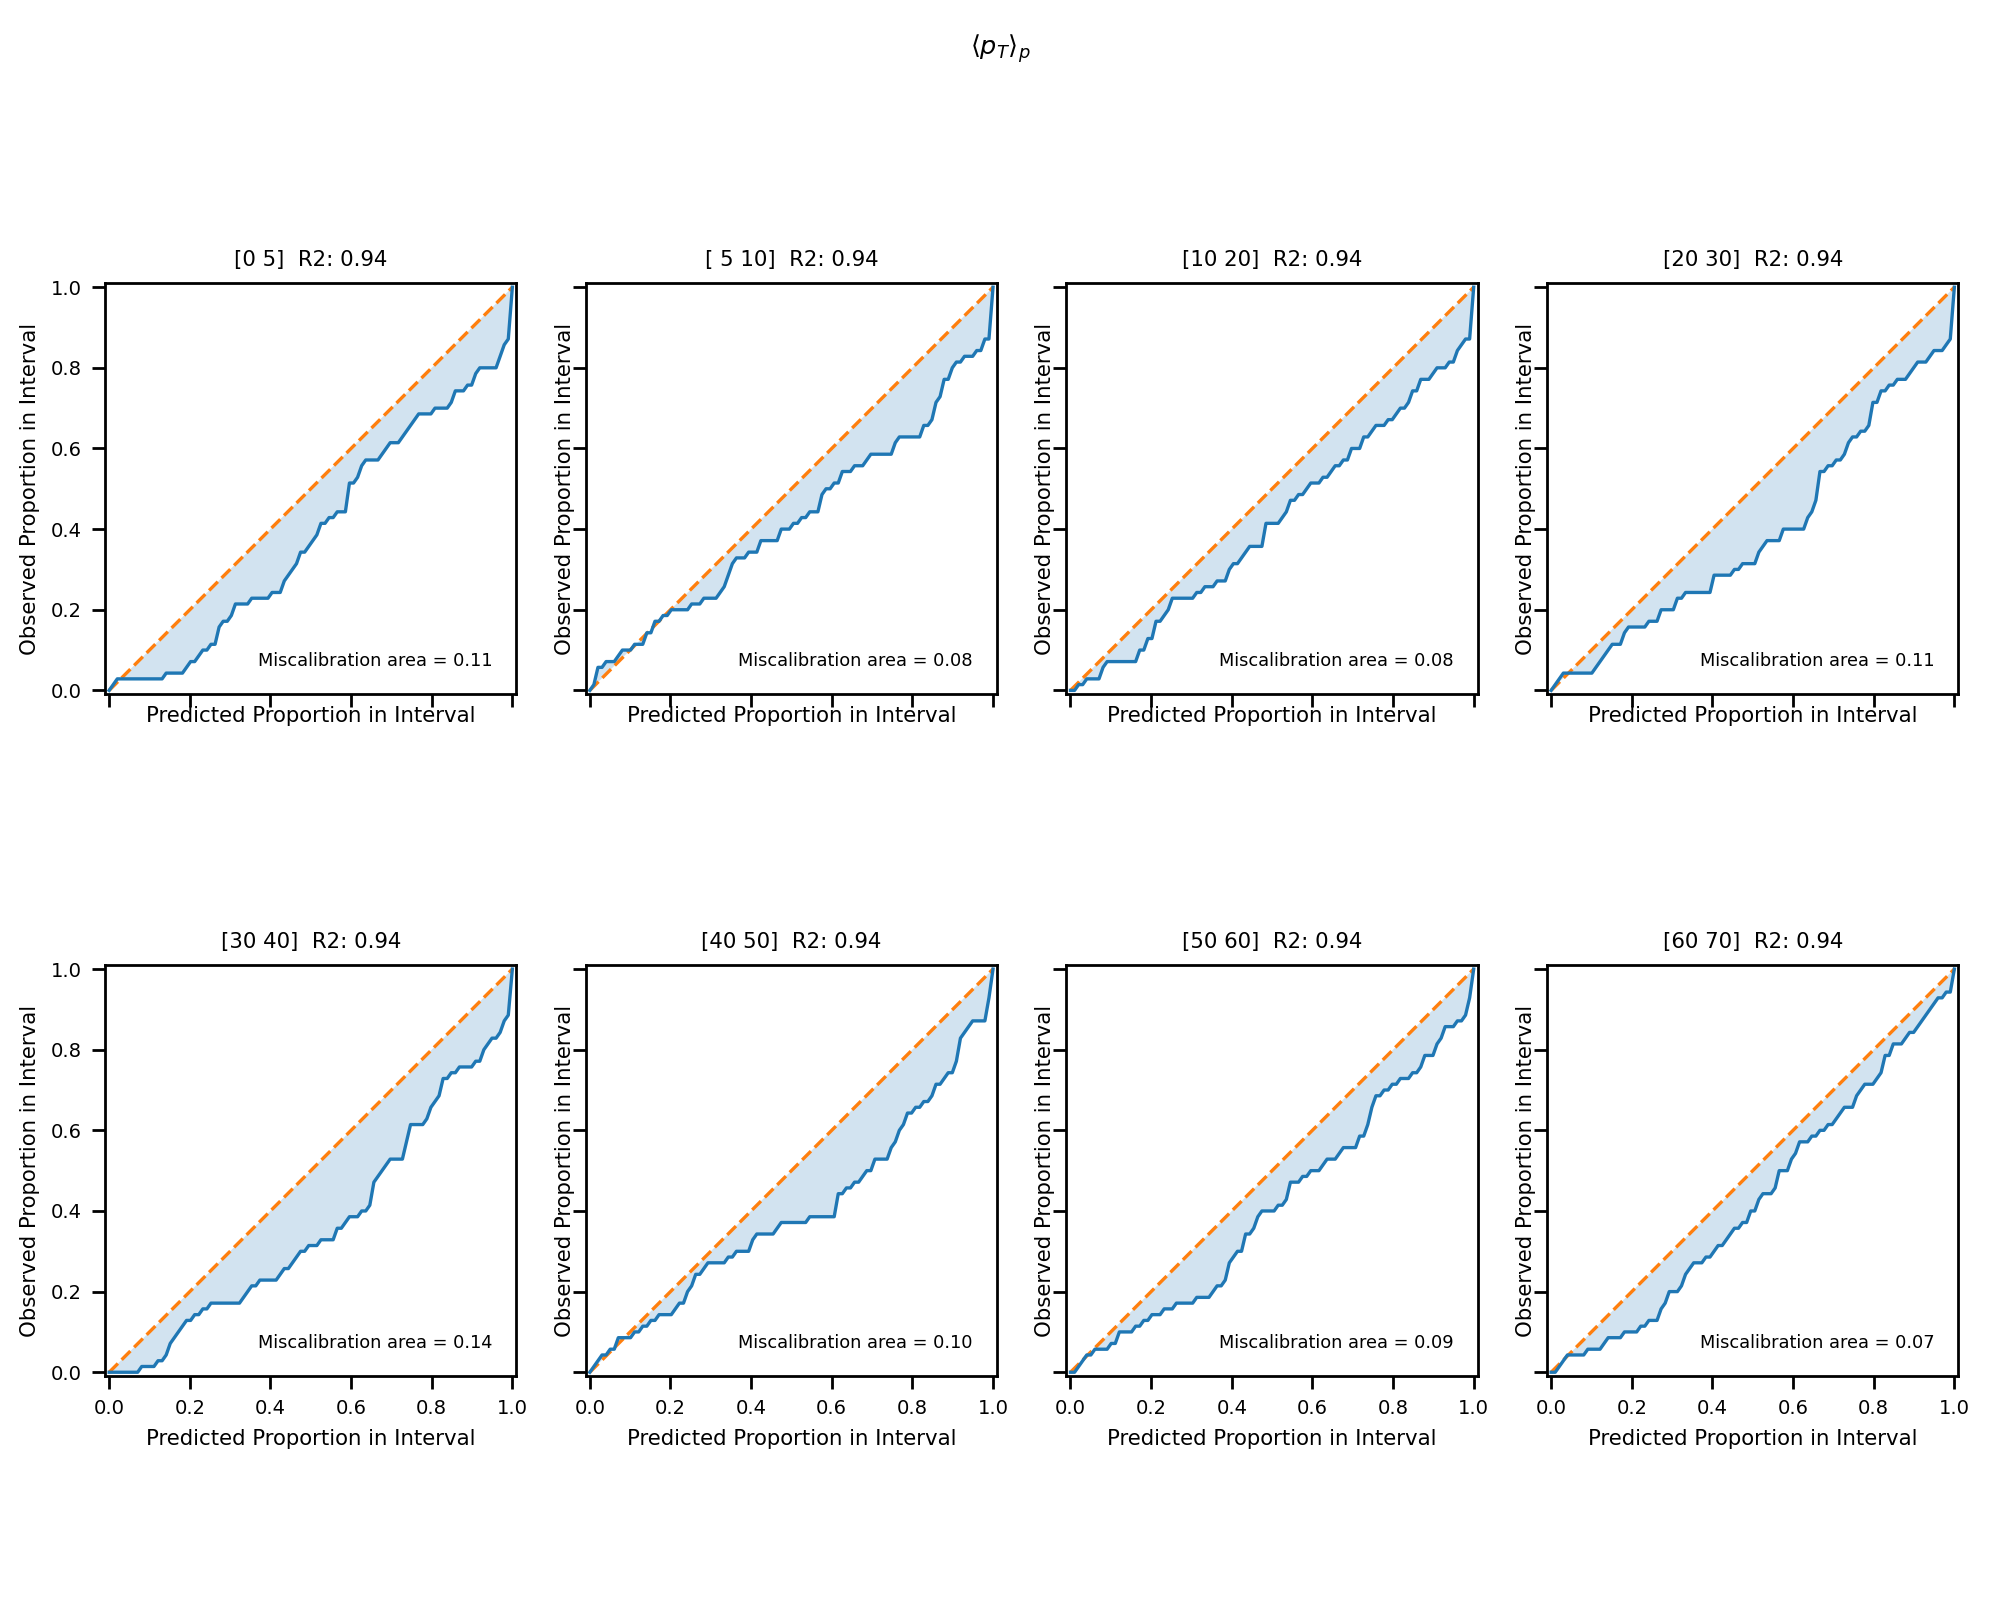 ⟨p_T⟩_p
[0 5]  R2: 0.94
[ 5 10]  R2: 0.94
[10 20]  R2: 0.94
[20 30]  R2: 0.94
Observed Proportion in Interval
1.0
0.8
0.6
0.4
0.2
0.0
Miscalibration area = 0.11
Predicted Proportion in Interval
Observed Proportion in Interval
Miscalibration area = 0.08
Predicted Proportion in Interval
Observed Proportion in Interval
Miscalibration area = 0.08
Predicted Proportion in Interval
Observed Proportion in Interval
Miscalibration area = 0.11
Predicted Proportion in Interval
[30 40]  R2: 0.94
[40 50]  R2: 0.94
[50 60]  R2: 0.94
[60 70]  R2: 0.94
Observed Proportion in Interval
1.0
0.8
0.6
0.4
0.2
0.0
Miscalibration area = 0.14
0.0 0.2 0.4 0.6 0.8 1.0
Predicted Proportion in Interval
Observed Proportion in Interval
Miscalibration area = 0.10
0.0 0.2 0.4 0.6 0.8 1.0
Predicted Proportion in Interval
Observed Proportion in Interval
Miscalibration area = 0.09
0.0 0.2 0.4 0.6 0.8 1.0
Predicted Proportion in Interval
Observed Proportion in Interval
Miscalibration area = 0.07
0.0 0.2 0.4 0.6 0.8 1.0
Predicted Proportion in Interval